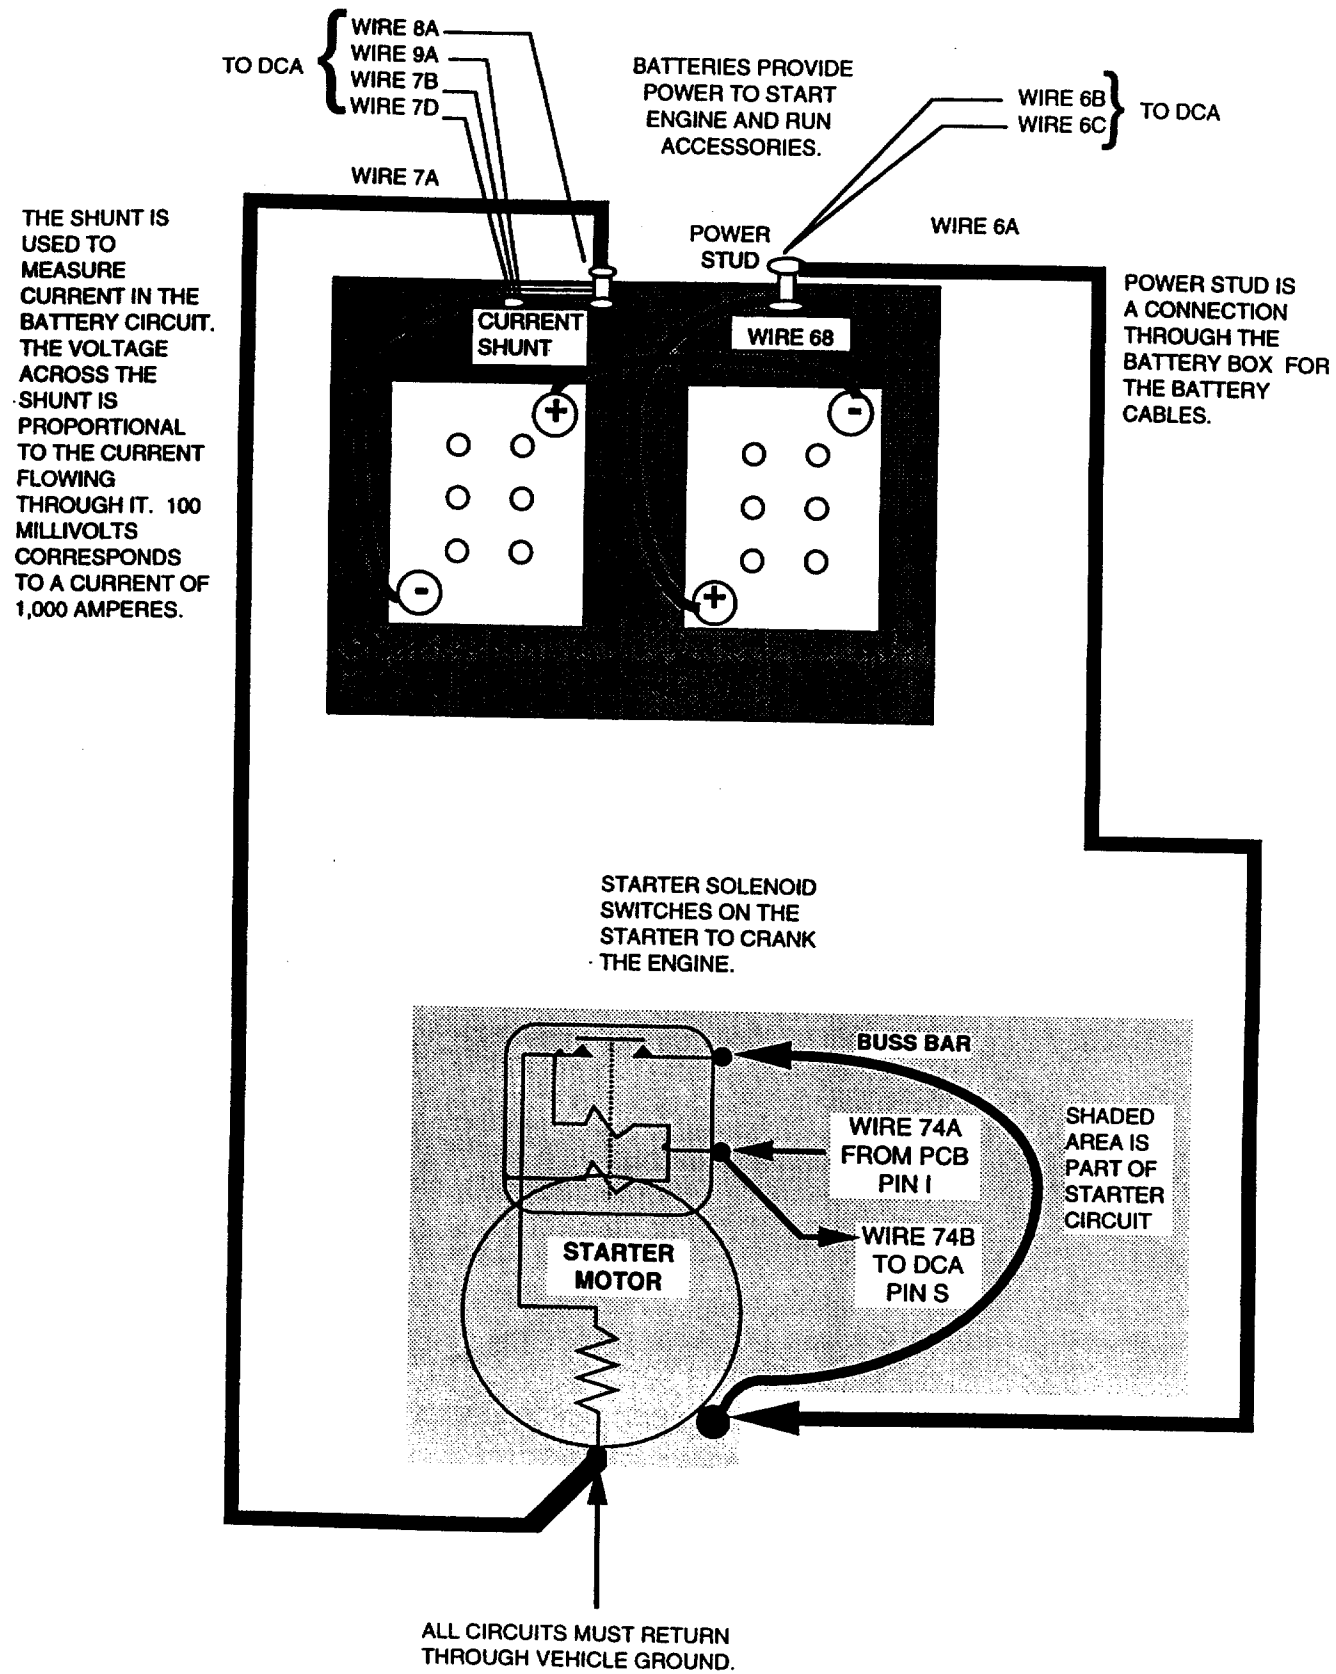 WIRE 8A
WIRE 9A
WIRE 7B
WIRE 7D
TO DCA
BATTERIES PROVIDE
POWER TO START
ENGINE AND RUN
ACCESSORIES.
WIRE 6B
WIRE 6C
TO DCA
WIRE 7A
THE SHUNT IS
USED TO
MEASURE
CURRENT IN THE
BATTERY CIRCUIT.
THE VOLTAGE
ACROSS THE
SHUNT IS
PROPORTIONAL
TO THE CURRENT
FLOWING
THROUGH IT. 100
MILLIVOLTS
CORRESPONDS
TO A CURRENT OF
1,000 AMPERES.
POWER
STUD
WIRE 6A
POWER STUD IS
A CONNECTION
THROUGH THE
BATTERY BOX FOR
THE BATTERY
CABLES.
CURRENT
SHUNT
WIRE 68
+
-
-
+
STARTER SOLENOID
SWITCHES ON THE
STARTER TO CRANK
THE ENGINE.
BUSS BAR
WIRE 74A
FROM PCB
PIN I
SHADED
AREA IS
PART OF
STARTER
CIRCUIT
WIRE 74B
TO DCA
PIN S
STARTER
MOTOR
ALL CIRCUITS MUST RETURN
THROUGH VEHICLE GROUND.